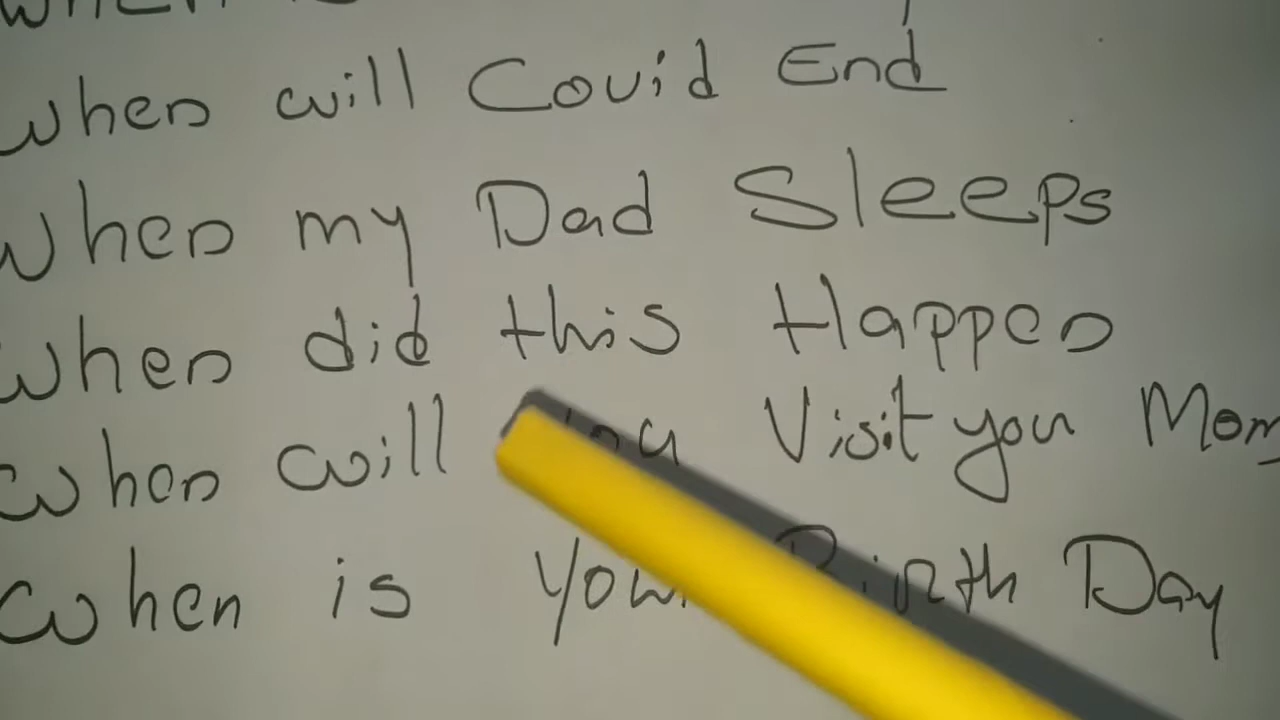 When will Covid End
When my Dad Sleeps
When did this Happen
When will Visit you Mom
When is Birth Day